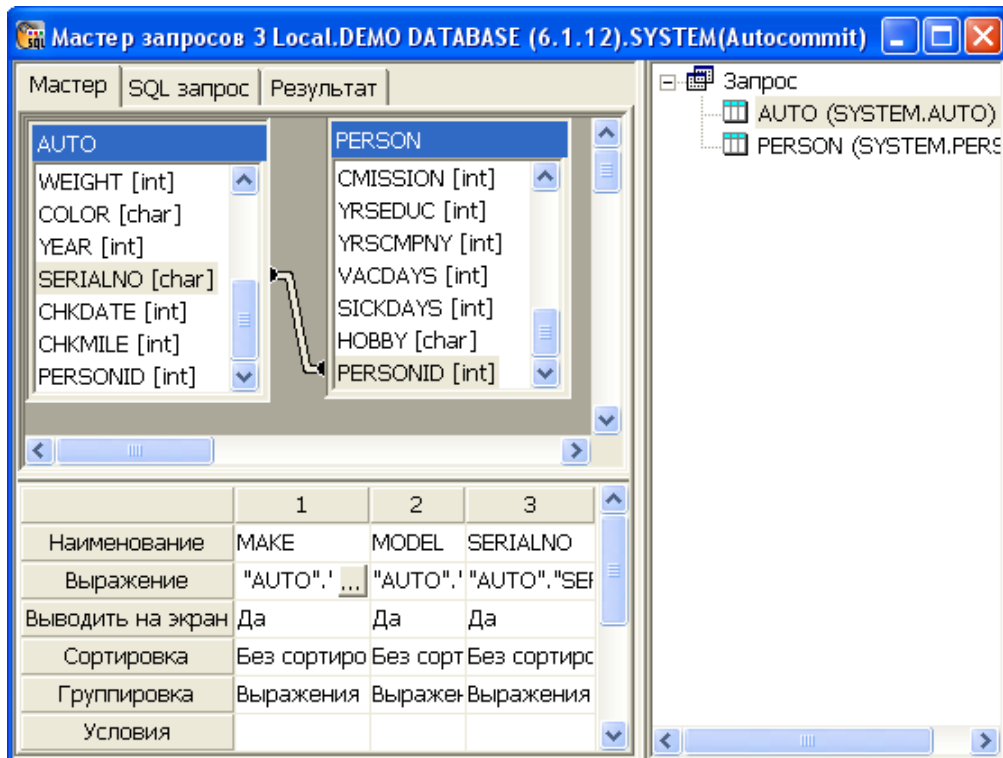 Мастер запросов 3 Local.DEMO DATABASE (6.1.12).SYSTEM(Autocommit)
Мастер SQL запрос Результат
AUTO
WEIGHT [int]
COLOR [char]
YEAR [int]
SERIALNO [char]
CHKDATE [int]
CHKMILE [int]
PERSONID [int]
PERSON
CMISSION [int]
YRSEDUC [int]
YRSCMPNY [int]
VACDAYS [int]
SICKDAYS [int]
HOBBY [char]
PERSONID [int]
Запрос
AUTO (SYSTEM.AUTO)
PERSON (SYSTEM.PERS
1 2 3
Наименование MAKE MODEL SERIALNO
Выражение "AUTO".' ... "AUTO".' "AUTO"."SER
Выводить на экран Да Да Да
Сортировка Без сортиро Без сорт Без сортирс
Группировка Выражения Выражен Выражения
Условия